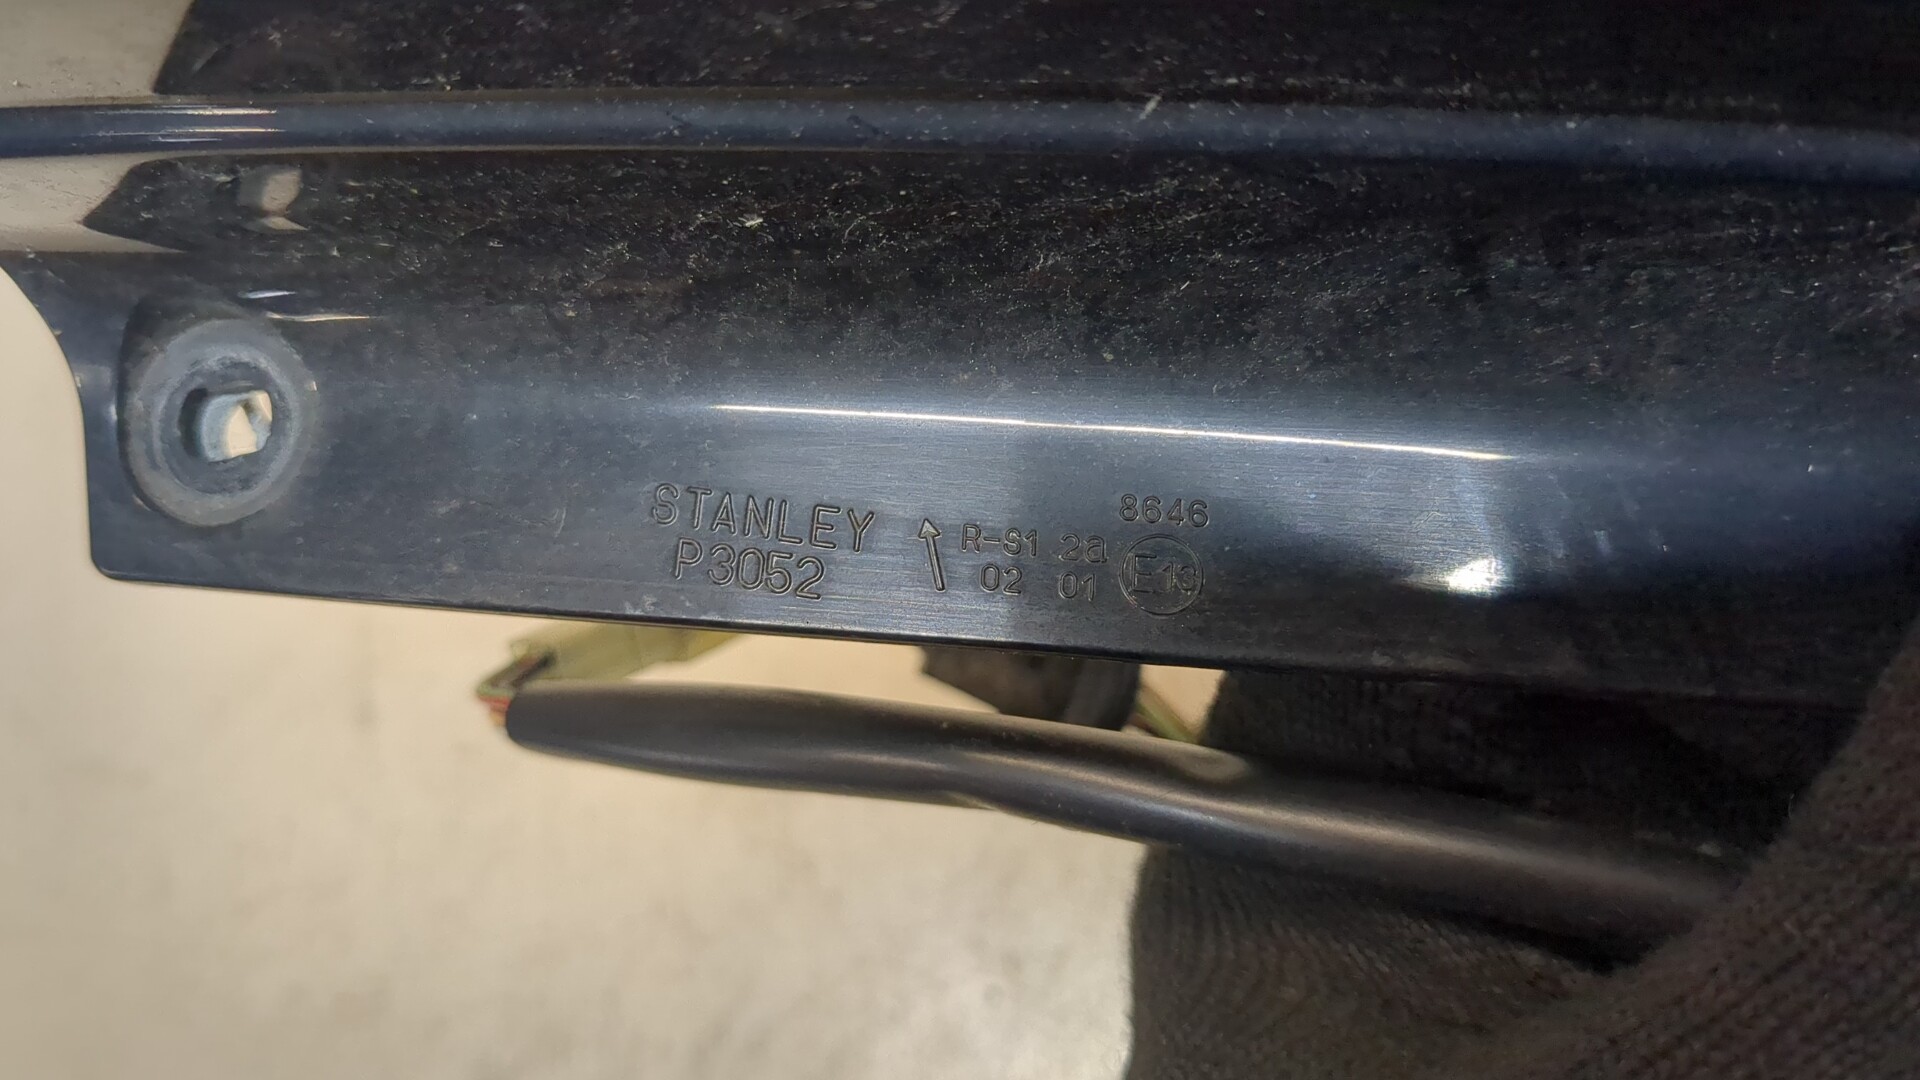 STANLEY
P3052
R-S1 2a
02 01
8646
E13